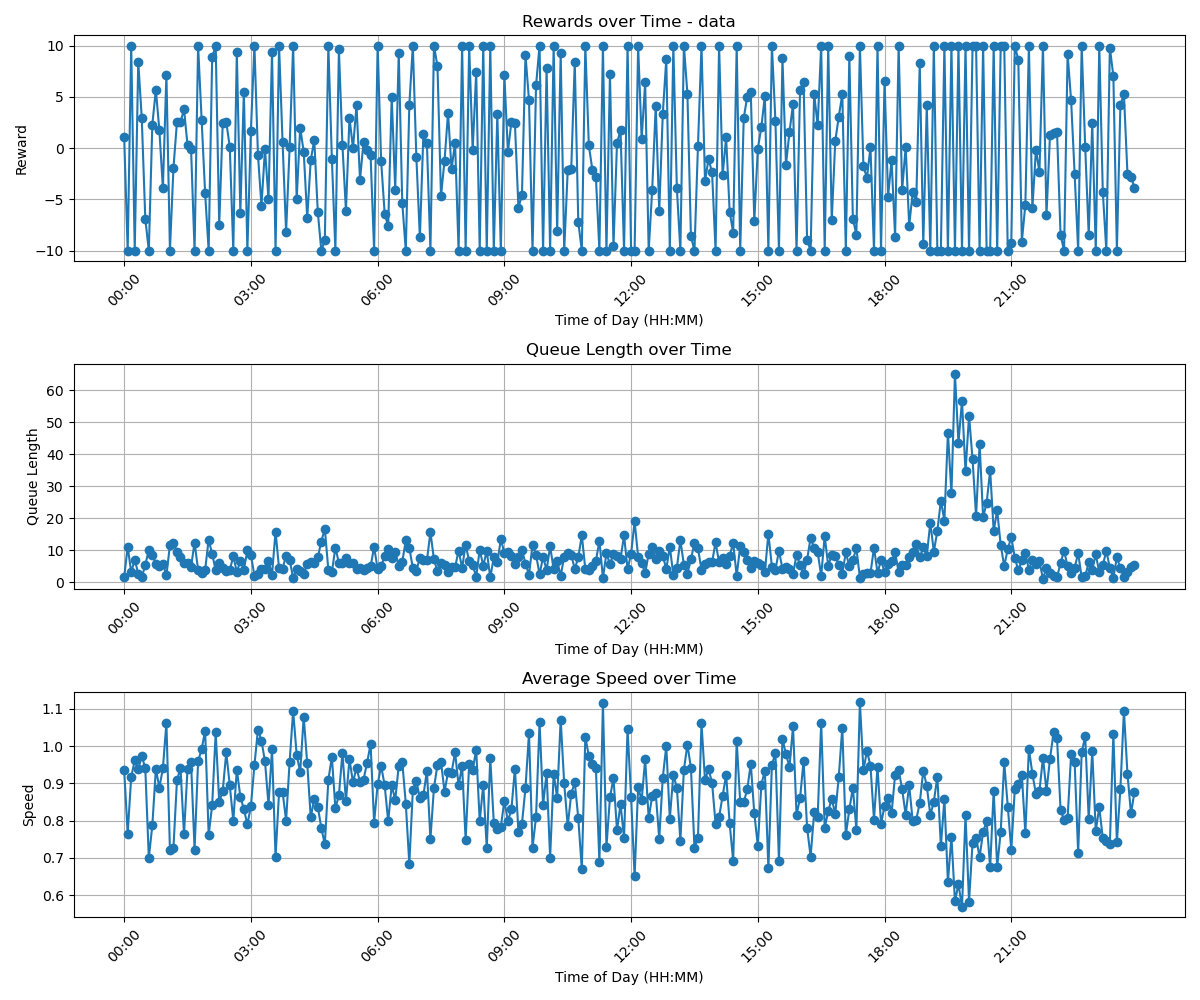 Rewards over Time - data
10
5
0
−5
−10
Reward
00:00 03:00 06:00 09:00 12:00 15:00 18:00 21:00
Time of Day (HH:MM)
Queue Length over Time
60
50
40
30
20
10
0
Queue Length
00:00 03:00 06:00 09:00 12:00 15:00 18:00 21:00
Time of Day (HH:MM)
Average Speed over Time
1.1
1.0
0.9
0.8
0.7
0.6
Speed
00:00 03:00 06:00 09:00 12:00 15:00 18:00 21:00
Time of Day (HH:MM)